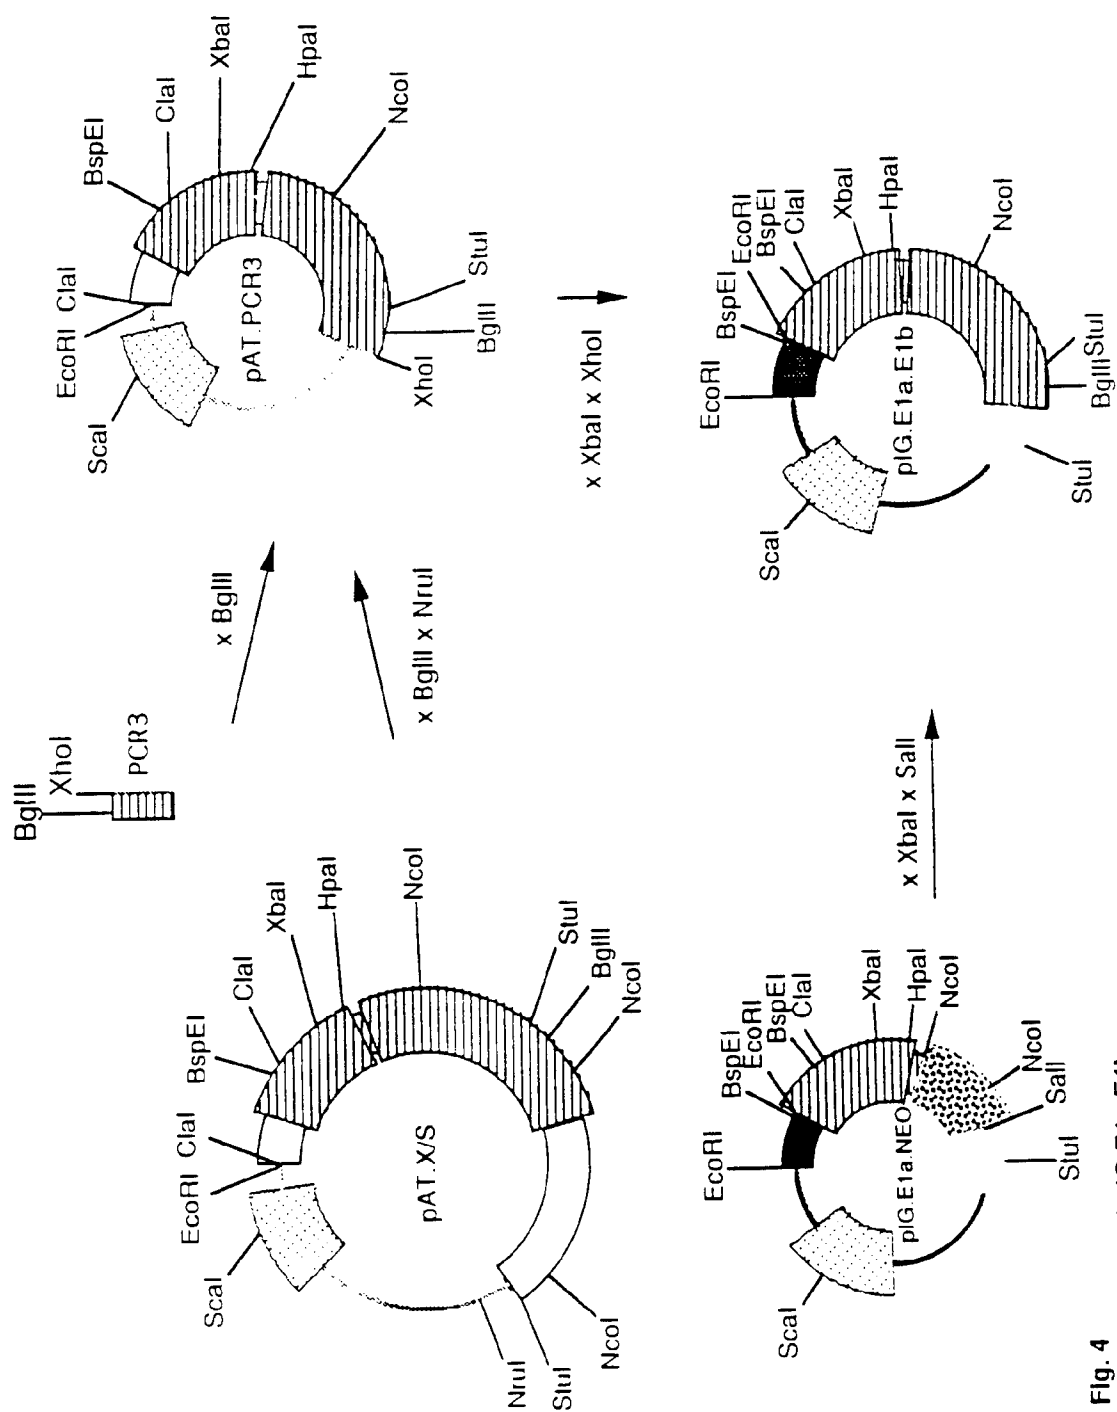 BglII
XhoI
PCR3
EcoRI
ClaI
BspEI
ClaI
XbaI
HpaI
NcoI
StuI
BglII
NcoI
NcoI
StuI
NruI
ScaI
pAT.X/S
x BglII
x BglII x NruI
EcoRI
ClaI
BspEI
ClaI
XbaI
HpaI
NcoI
StuI
BglII
XhoI
ScaI
pAT.PCR3
x XbaI x XhoI
EcoRI
BspEI
EcoRI
BspEI
ClaI
XbaI
HpaI
NcoI
NcoI
SalI
StuI
ScaI
pIG.E1a.NEO
x XbaI x SalI
EcoRI
BspEI
EcoRI
BspEI
ClaI
XbaI
HpaI
NcoI
StuI
BglII
StuI
ScaI
pIG.E1a.E1b
Fig. 4